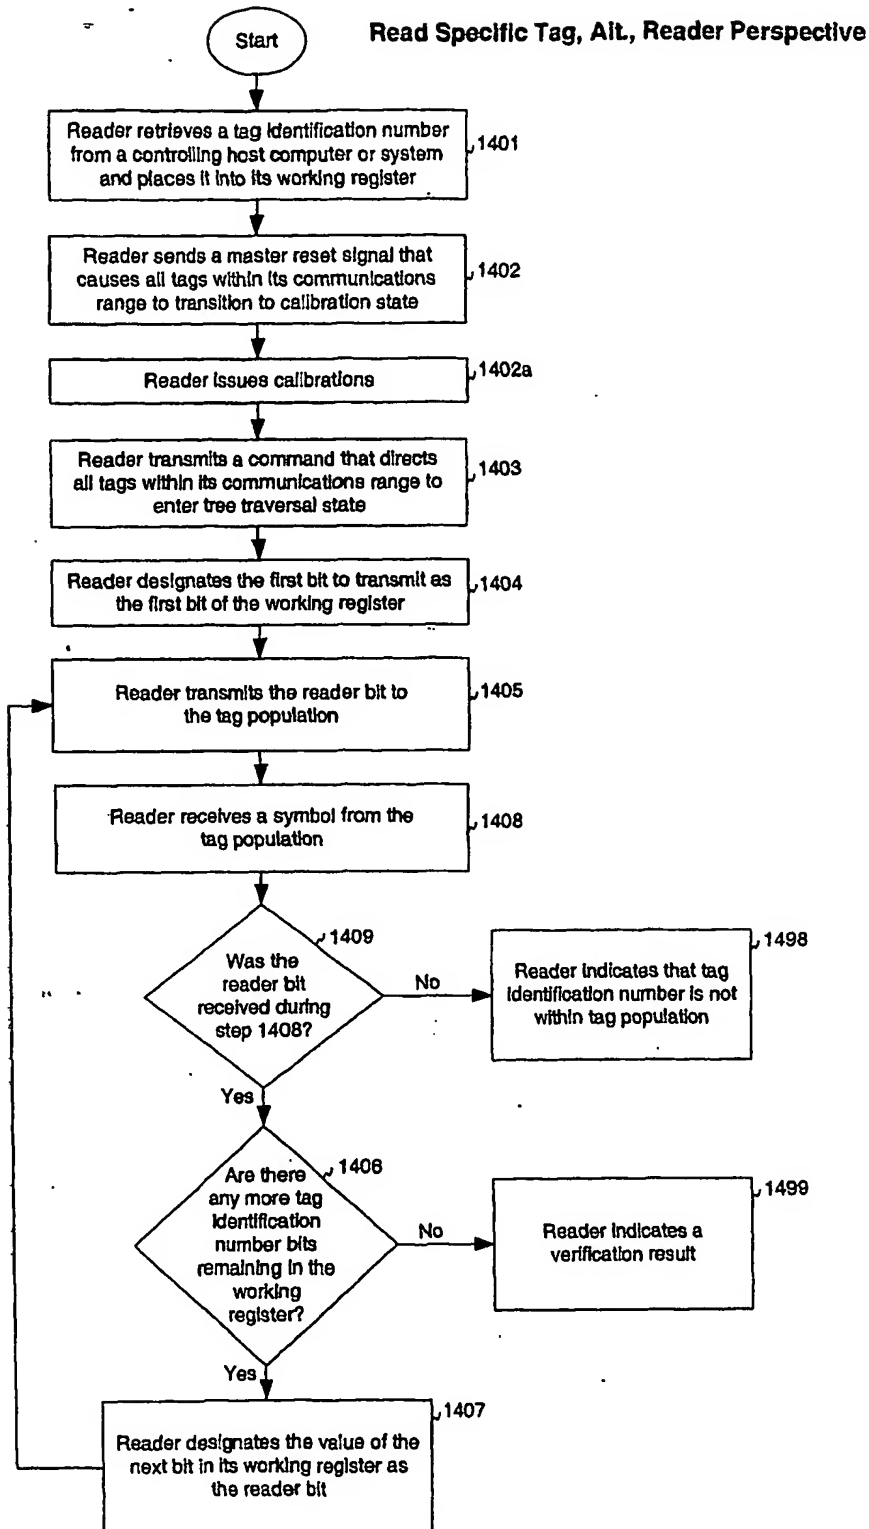 Read Specific Tag, Alt., Reader Perspective
Start
Reader retrieves a tag identification number
from a controlling host computer or system
and places it into its working register
1401
Reader sends a master reset signal that
causes all tags within its communications
range to transition to calibration state
1402
Reader issues calibrations
1402a
Reader transmits a command that directs
all tags within its communications range to
enter tree traversal state
1403
Reader designates the first bit to transmit as
the first bit of the working register
1404
Reader transmits the reader bit to
the tag population
1405
Reader receives a symbol from the
tag population
1408
1409
Was the
reader bit
received during
step 1408?
No
1498
Reader indicates that tag
identification number is not
within tag population
Yes
1406
Are there
any more tag
identification
number bits
remaining in the
working
register?
No
1499
Reader indicates a
verification result
Yes
1407
Reader designates the value of the
next bit in its working register as
the reader bit